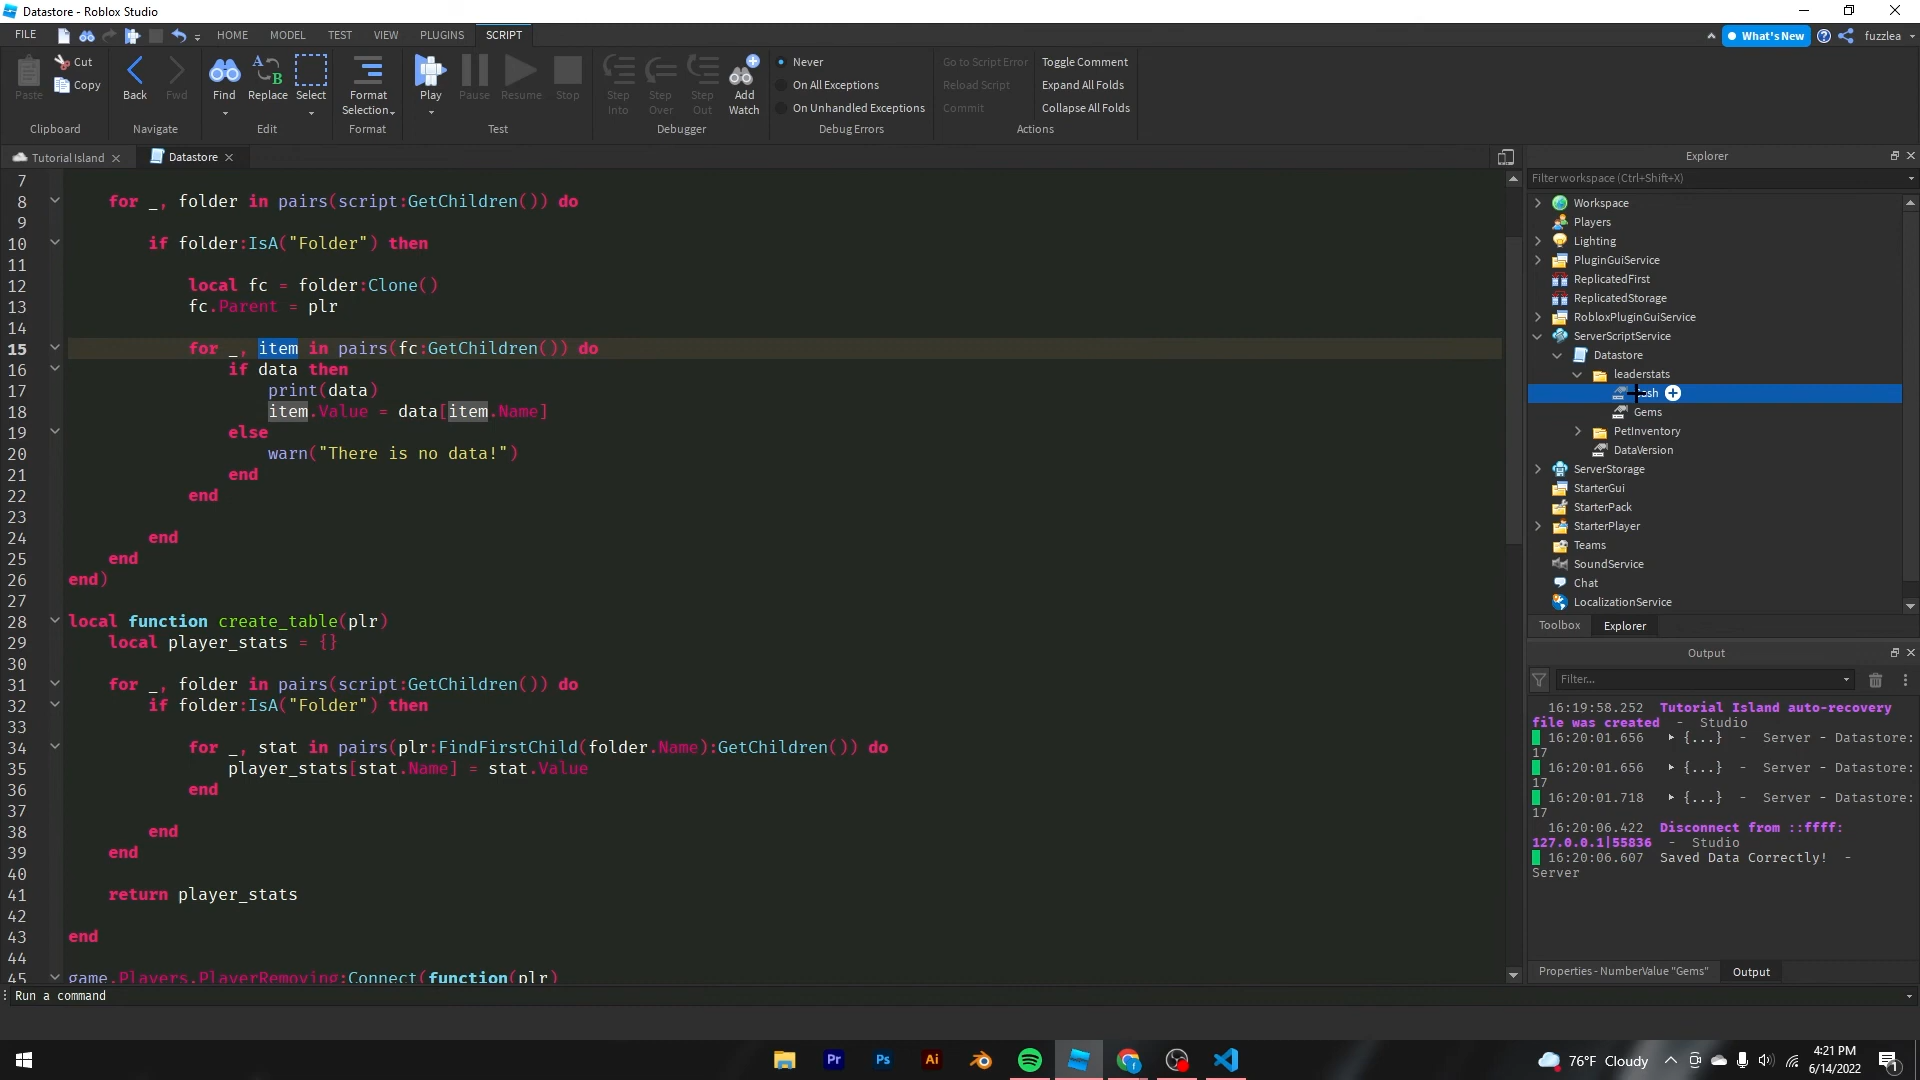 Datastore - Roblox Studio
FILE HOME MODEL TEST VIEW PLUGINS SCRIPT What's New fuzzlea
Paste Cut Copy Clipboard
Back Fwd Navigate
Find Replace Select Edit
Format Selection Format
Play Pause Resume Stop Test
Step Into Step Over Step Out Add Watch Debugger
Never
On All Exceptions
On Unhandled Exceptions
Debug Errors
Go to Script Error Toggle Comment
Reload Script Expand All Folds
Commit Collapse All Folds
Actions
Tutorial Island Datastore
7
8 for _, folder in pairs(script:GetChildren()) do
9
10 if folder:IsA("Folder") then
11
12 local fc = folder:Clone()
13 fc.Parent = plr
14
15 for _, item in pairs(fc:GetChildren()) do
16 if data then
17 print(data)
18 item.Value = data[item.Name]
19 else
20 warn("There is no data!")
21 end
22 end
23
24 end
25 end
26 end)
27
28 local function create_table(plr)
29 local player_stats = {}
30
31 for _, folder in pairs(script:GetChildren()) do
32 if folder:IsA("Folder") then
33
34 for _, stat in pairs(plr:FindFirstChild(folder.Name):GetChildren()) do
35 player_stats[stat.Name] = stat.Value
36 end
37
38 end
39 end
40
41 return player_stats
42
43 end
44
45 game.Players.PlayerRemoving:Connect(function(plr)
Run a command
Explorer
Filter workspace (Ctrl+Shift+X)
Workspace
Players
Lighting
PluginGuiService
ReplicatedFirst
ReplicatedStorage
RobloxPluginGuiService
ServerScriptService
Datastore
leaderstats
Gems
PetInventory
DataVersion
ServerStorage
StarterGui
StarterPack
StarterPlayer
Teams
SoundService
Chat
LocalizationService
Toolbox Explorer
Output
Filter...
16:19:58.252 Tutorial Island auto-recovery
file was created - Studio
16:20:01.656 {...} - Server - Datastore:
17
16:20:01.656 {...} - Server - Datastore:
17
16:20:01.718 {...} - Server - Datastore:
17
16:20:06.422 Disconnect from ::ffff:
127.0.0.1|55836 - Studio
16:20:06.607 Saved Data Correctly! -
Server
Properties - NumberValue "Gems" Output
Pr Ps Ai
76°F Cloudy
4:21 PM
6/14/2022
1